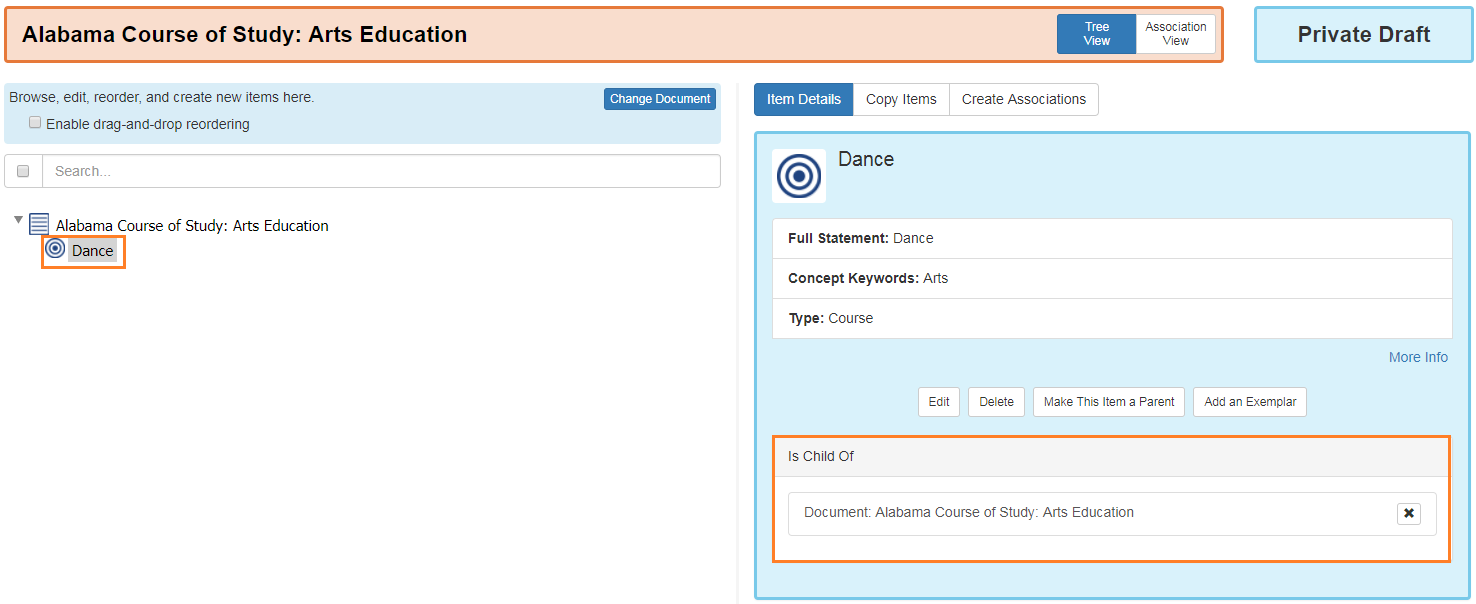 Alabama Course of Study: Arts Education
Tree
View
Association
View
Private Draft
Browse, edit, reorder, and create new items here.
Change Document
Enable drag-and-drop reordering
Search...
Alabama Course of Study: Arts Education
Dance
Item Details
Copy Items
Create Associations
Dance
Full Statement: Dance
Concept Keywords: Arts
Type: Course
More Info
Edit
Delete
Make This Item a Parent
Add an Exemplar
Is Child Of
Document: Alabama Course of Study: Arts Education